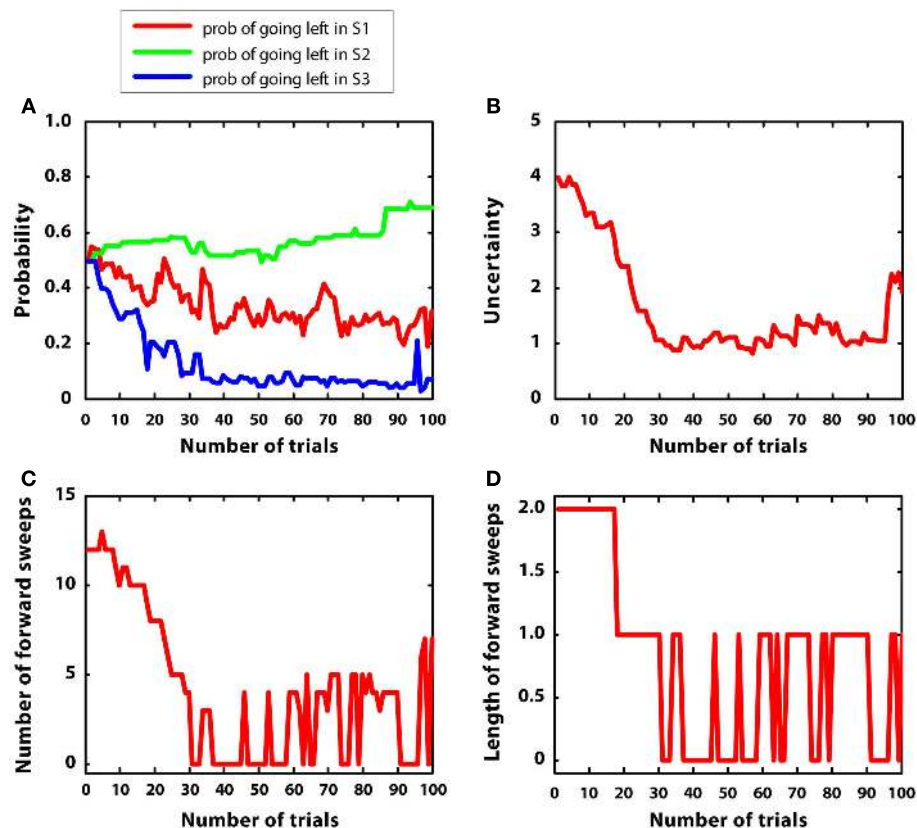 prob of going left in S1
prob of going left in S2
prob of going left in S3
A
1.0
0.8
0.6
0.4
0.2
0
Probability
0 10 20 30 40 50 60 70 80 90 100
Number of trials
B
5
4
3
2
1
0
Uncertainty
0 10 20 30 40 50 60 70 80 90 100
Number of trials
C
15
10
5
0
Number of forward sweeps
0 10 20 30 40 50 60 70 80 90 100
Number of trials
D
2.0
1.5
1.0
0.5
0
Length of forward sweeps
0 10 20 30 40 50 60 70 80 90 100
Number of trials